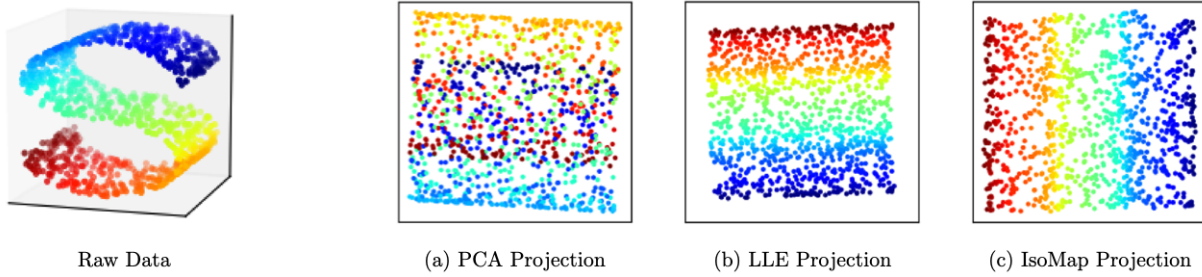 Raw Data
(a) PCA Projection
(b) LLE Projection
(c) IsoMap Projection